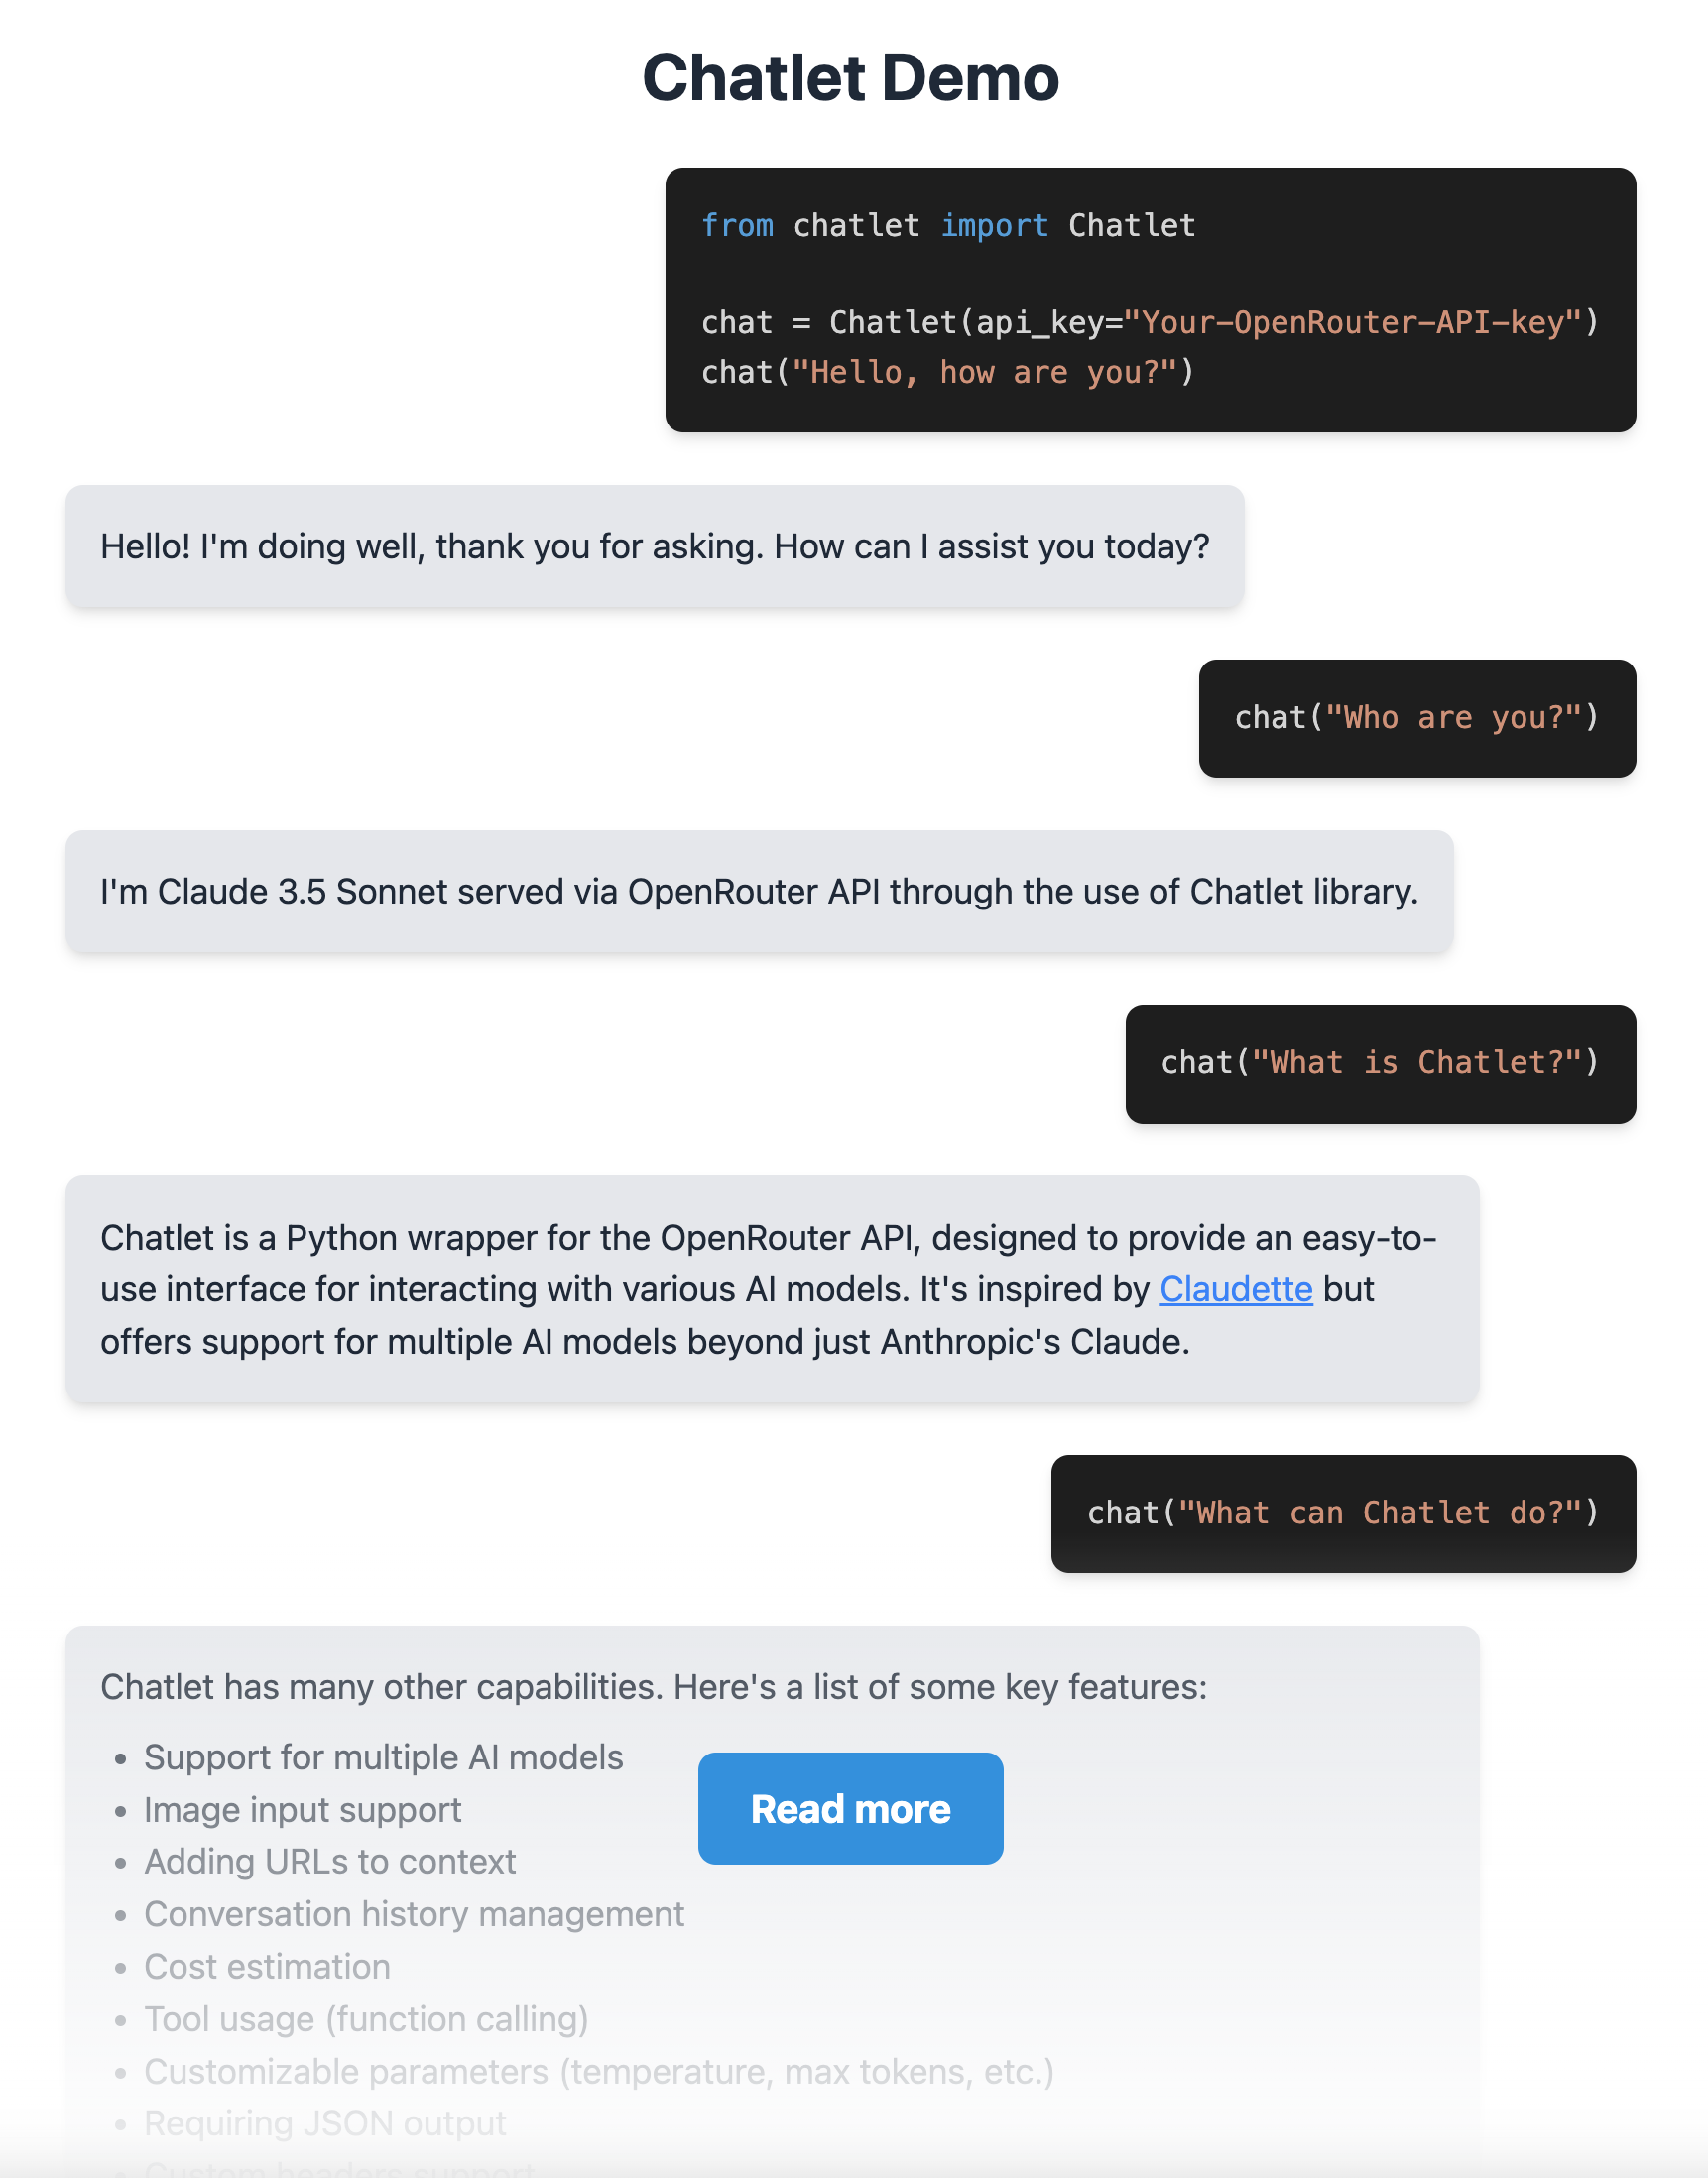 Chatlet Demo
from chatlet import Chatlet
chat = Chatlet(api_key="Your-OpenRouter-API-key")
chat("Hello, how are you?")
Hello! I'm doing well, thank you for asking. How can I assist you today?
chat("Who are you?")
I'm Claude 3.5 Sonnet served via OpenRouter API through the use of Chatlet library.
chat("What is Chatlet?")
Chatlet is a Python wrapper for the OpenRouter API, designed to provide an easy-to-
use interface for interacting with various AI models. It's inspired by Claudette but
offers support for multiple AI models beyond just Anthropic's Claude.
chat("What can Chatlet do?")
Chatlet has many other capabilities. Here's a list of some key features:
• Support for multiple AI models
Read more
• Image input support
• Adding URLs to context
• Conversation history management
• Cost estimation
• Tool usage (function calling)
• Customizable parameters (temperature, max tokens, etc.)
• Requiring JSON output
• Custom headers support